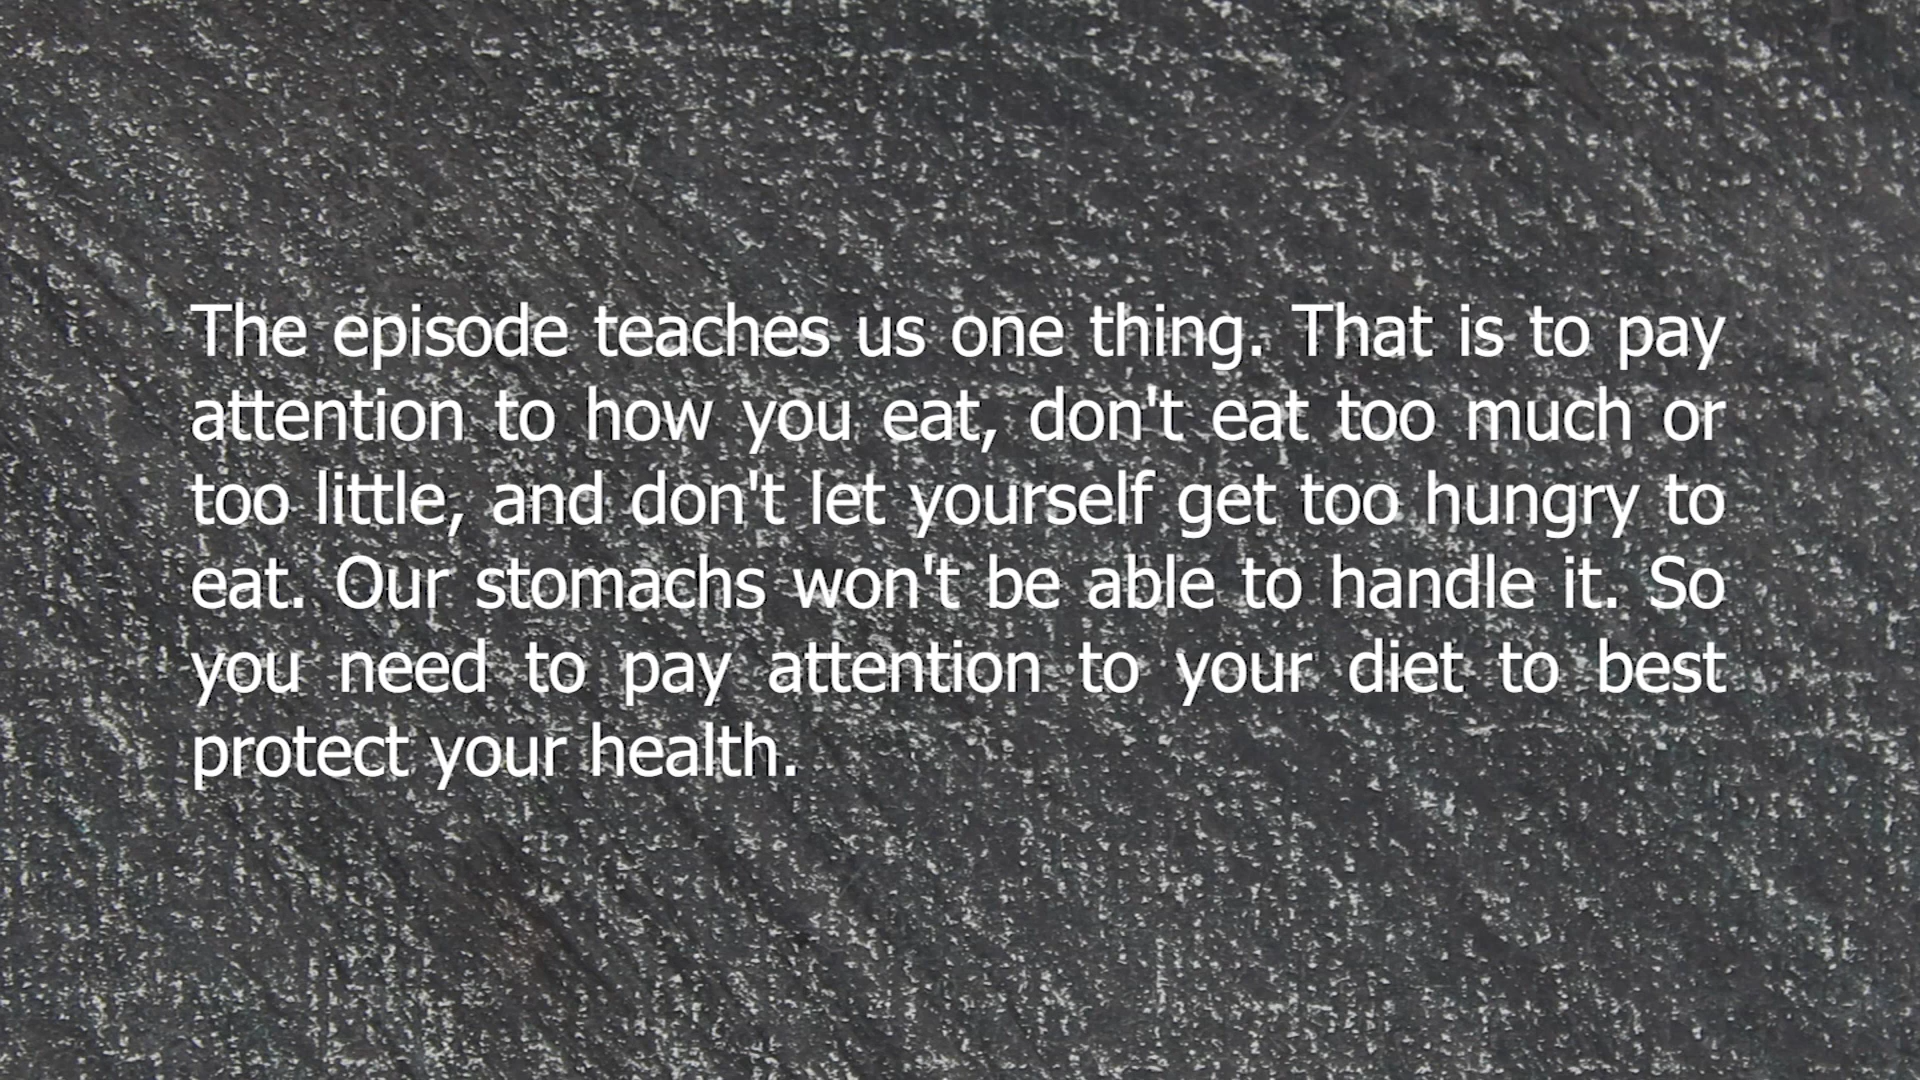 The episode teaches us one thing. That is to pay
attention to how you eat, don't eat too much or
too little, and don't let yourself get too hungry to
eat. Our stomachs won't be able to handle it. So
you need to pay attention to your diet to best
protect your health.